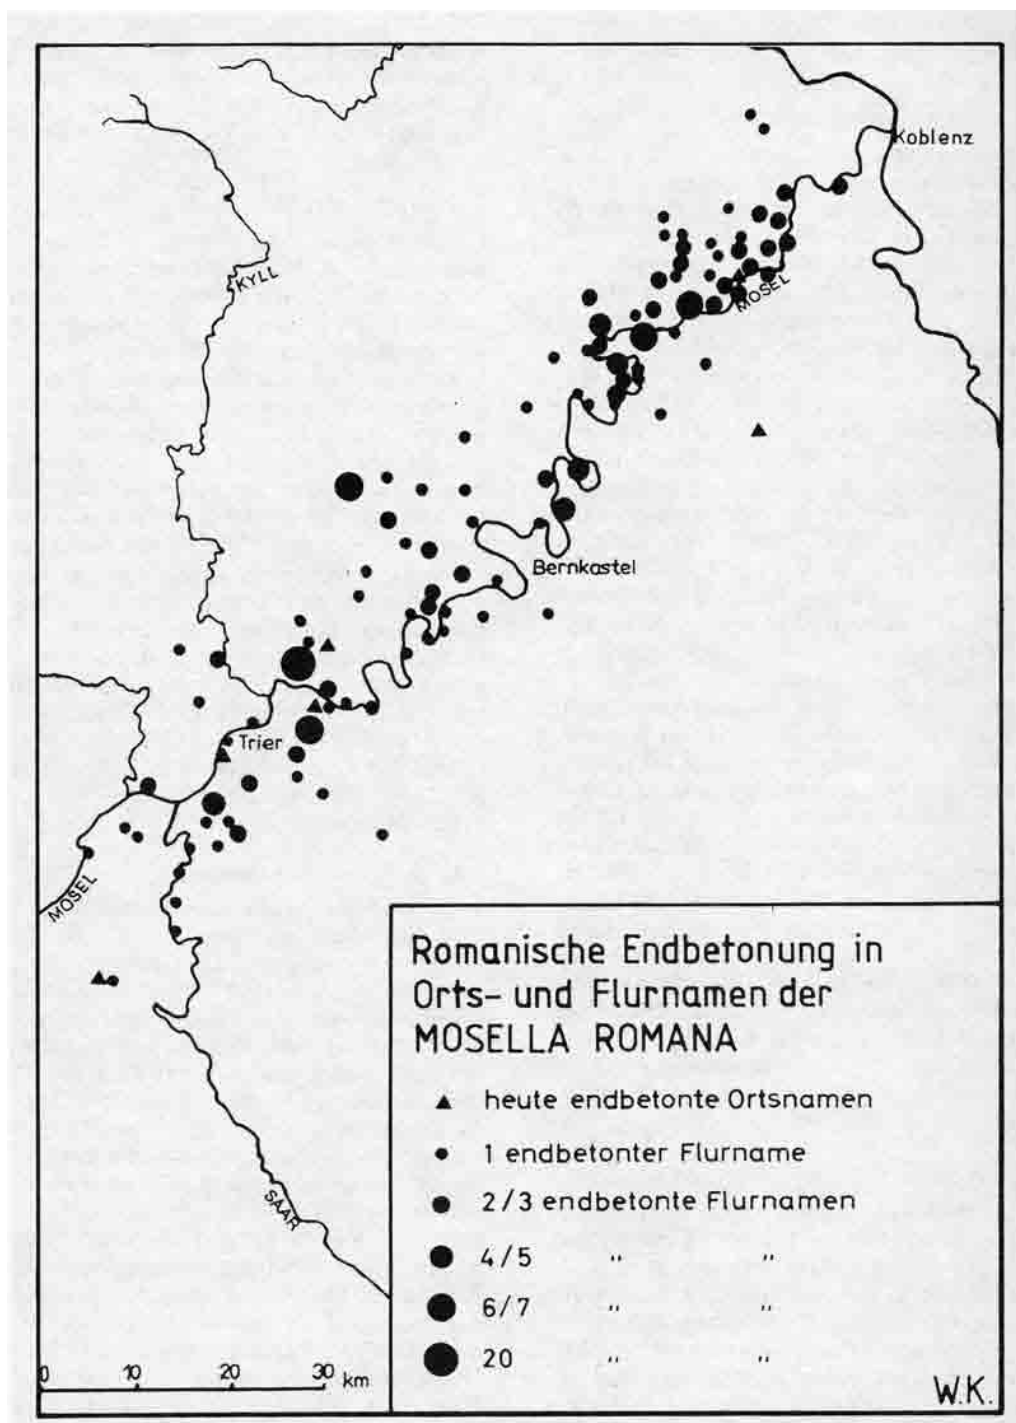 Koblenz
KYLL
MOSEL
Bernkastel
Trier
MOSEL
Romanische Endbetonung in
Orts- und Flurnamen der
MOSELLA ROMANA
heute endbetonte Ortsnamen
1 endbetonter Flurname
2/3 endbetonte Flurnamen
4/5 " "
6/7 " "
20 " "
SAAR
0 10 20 30 km
W.K.